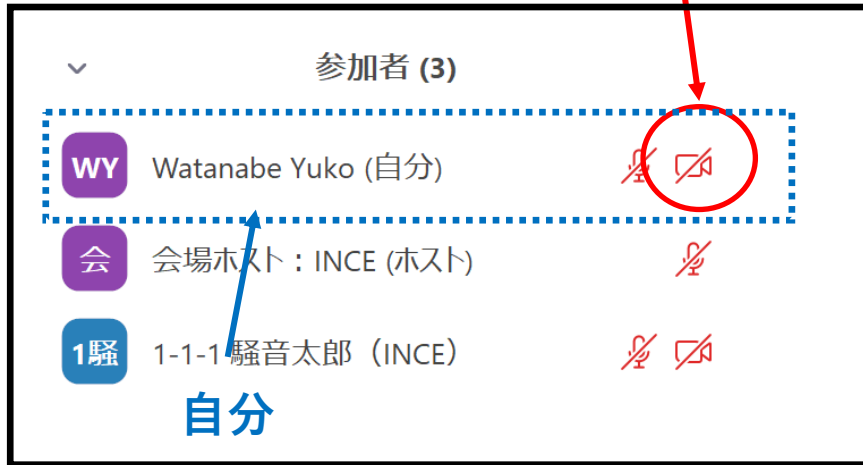 参加者 (3)
WY Watanabe Yuko (自分)
会 会場ホスト：INCE (ホスト)
1騒 1-1-1 騒音太郎（INCE）
自分